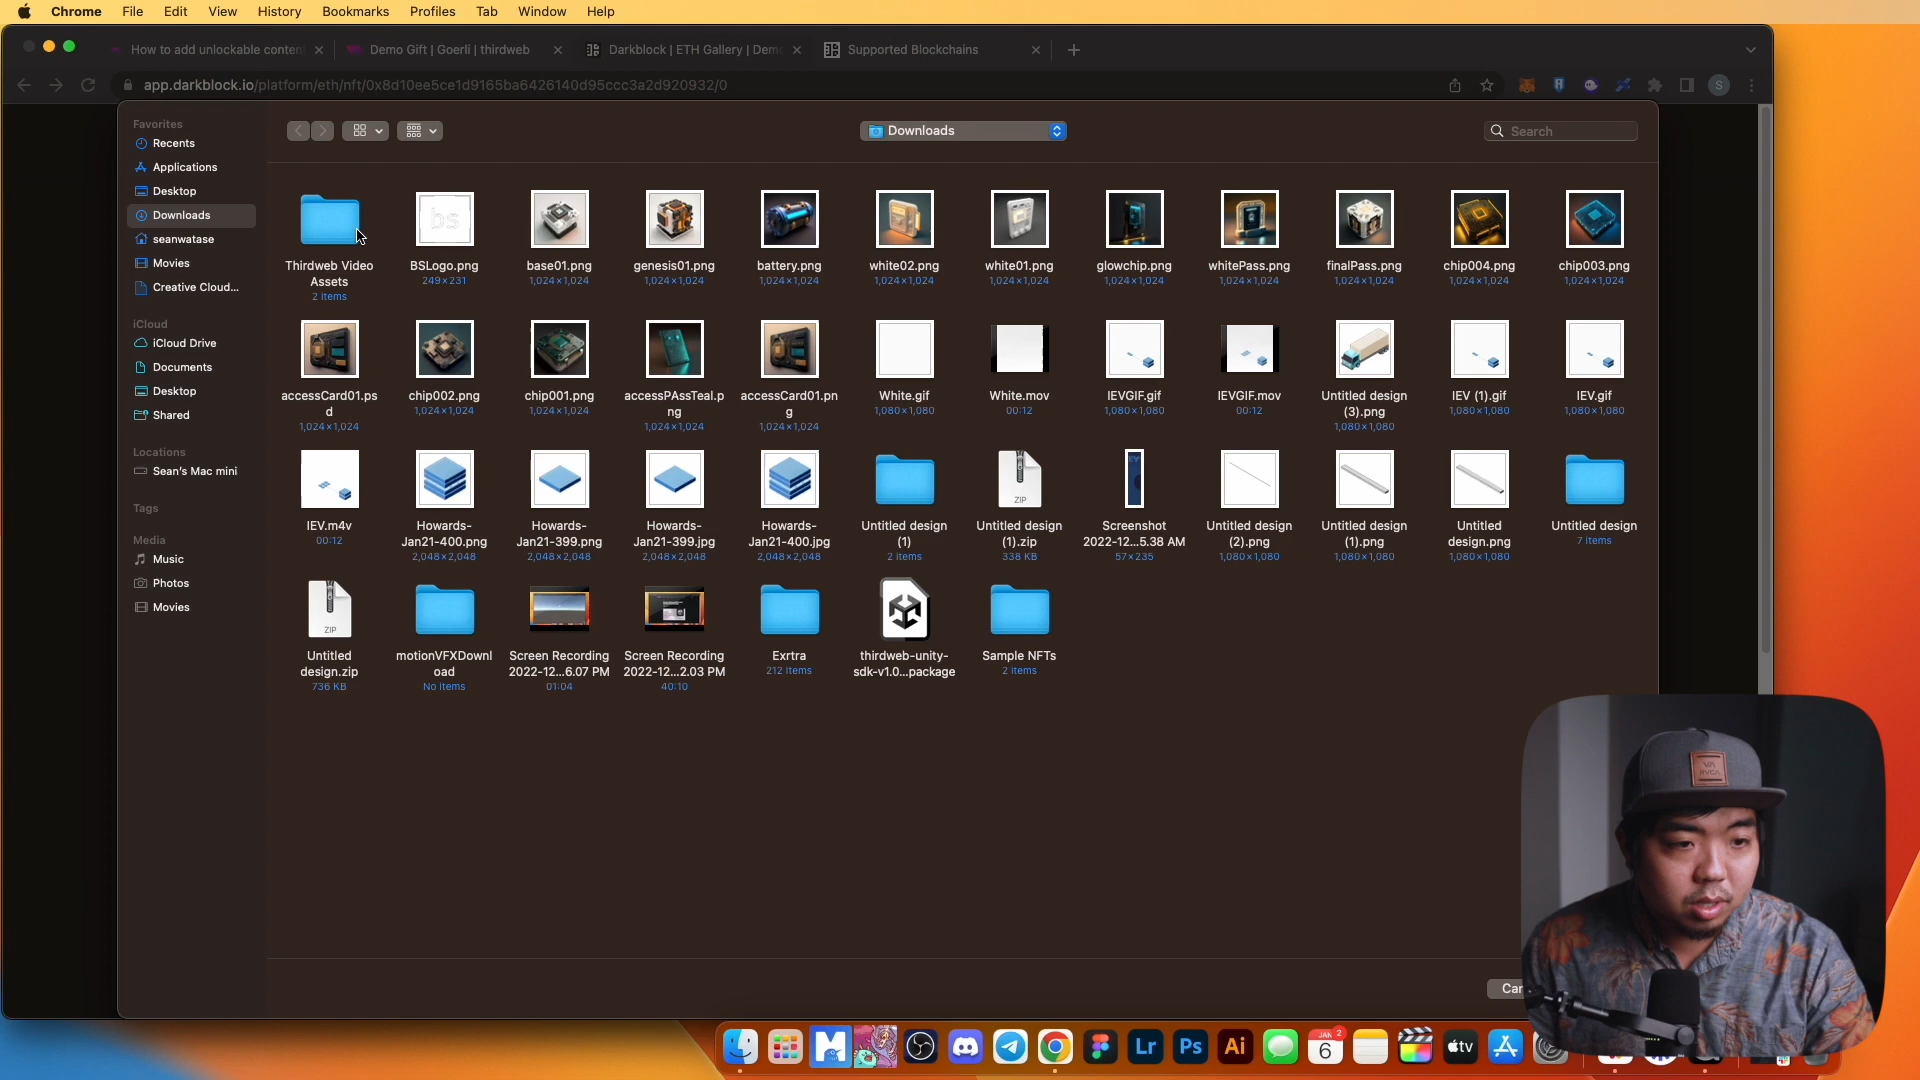 Chrome File Edit View History Bookmarks Profiles Tab Window Help
How to add unlockable conten Demo Gift | Goerli | thirdweb Darkblock | ETH Gallery | Dem Supported Blockchains
app.darkblock.io/platform/eth/nft/0x8d10ee5ce1d9165ba6426140d95ccc3a2d920932/0 S
Favorites
Recents
Applications
Desktop
Downloads
seanwatase
Movies
Creative Cloud...
iCloud
iCloud Drive
Documents
Desktop
Shared
Locations
Sean's Mac mini
Tags
Media
Music
Photos
Movies
Downloads
Search
bs
Thirdweb Video BSLogo.png base01.png genesis01.png battery.png white02.png white01.png glowchip.png whitePass.png finalPass.png chip004.png chip003.png
Assets 249×231 1,024×1,024 1,024×1,024 1,024×1,024 1,024×1,024 1,024×1,024 1,024×1,024 1,024×1,024 1,024×1,024 1,024×1,024 1,024×1,024
2 items
accessCard01.ps chip002.png chip001.png accessPAssTeal.p accessCard01.pn White.gif White.mov IEVGIF.gif IEVGIF.mov Untitled design IEV (1).gif IEV.gif
d 1,024×1,024 1,024×1,024 ng g 1,080×1,080 00:12 1,080×1,080 00:12 (3).png 1,080×1,080 1,080×1,080
1,024×1,024 1,024×1,024 1,024×1,024 1,080×1,080
ZIP
IEV.m4v Howards- Howards- Howards- Howards- Untitled design Untitled design Screenshot Untitled design Untitled design Untitled Untitled design
00:12 Jan21-400.png Jan21-399.png Jan21-399.jpg Jan21-400.jpg (1) (1).zip 2022-12...5.38 AM (2).png (1).png design.png 7 items
2,048×2,048 2,048×2,048 2,048×2,048 2,048×2,048 2 items 338 KB 57×235 1,080×1,080 1,080×1,080 1,080×1,080
ZIP
Untitled motionVFXDownl Screen Recording Screen Recording Exrtra thirdweb-unity- Sample NFTs
design.zip oad 2022-12...6.07 PM 2022-12...2.03 PM 212 items sdk-v1.0...package 2 items
736 KB No items 01:04 40:10
Lr Ps Ai JAN 6 2 tv
RVCA